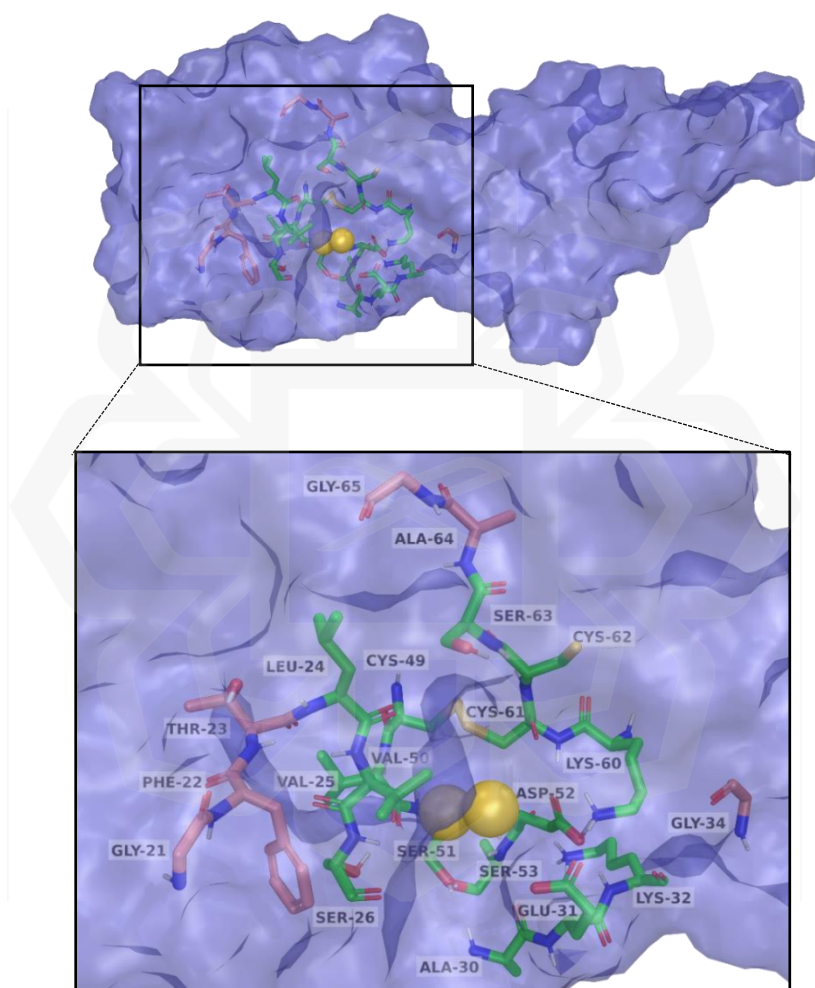 GLY-65
ALA-64
SER-63
CYS-62
LEU-24
CYS-49
CYS-61
THR-23
VAL-50
LYS-60
PHE-22
VAL-25
ASP-52
GLY-34
GLY-21
SER-51
SER-53
LYS-32
SER-26
GLU-31
ALA-30